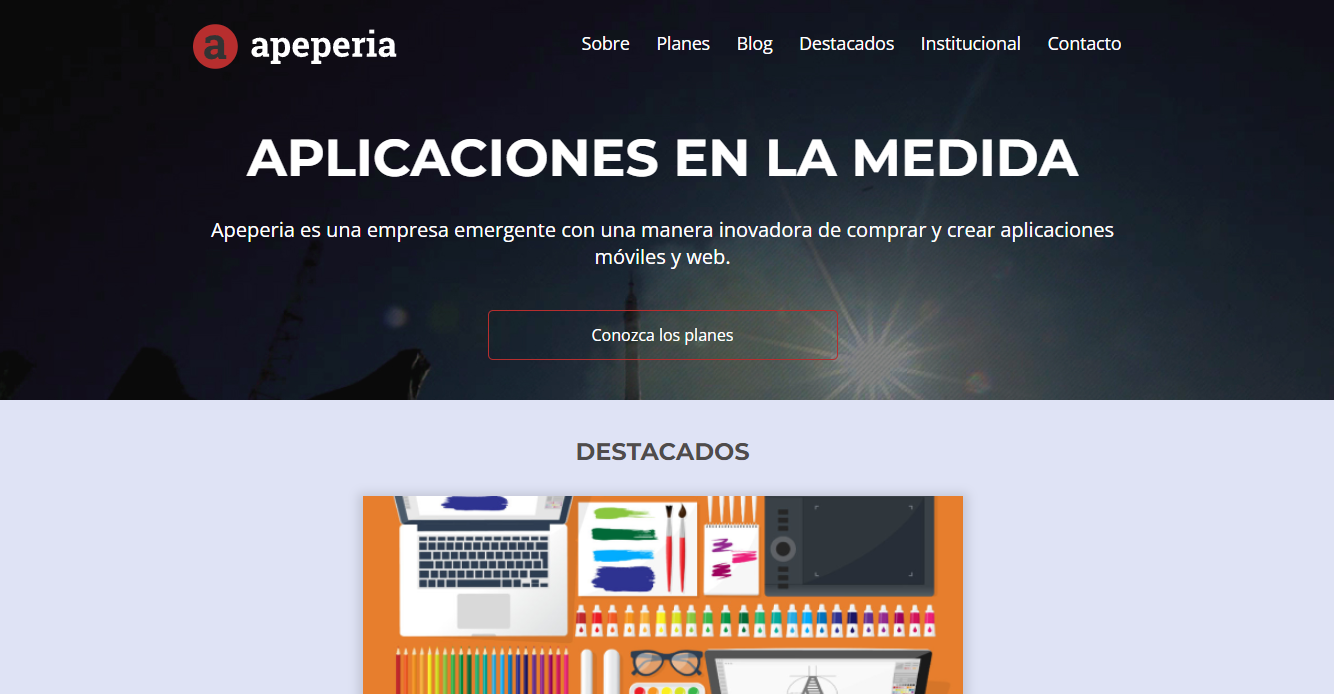 a apeperia
Sobre Planes Blog Destacados Institucional Contacto
APLICACIONES EN LA MEDIDA
Apeperia es una empresa emergente con una manera inovadora de comprar y crear aplicaciones
móviles y web.
Conozca los planes
DESTACADOS